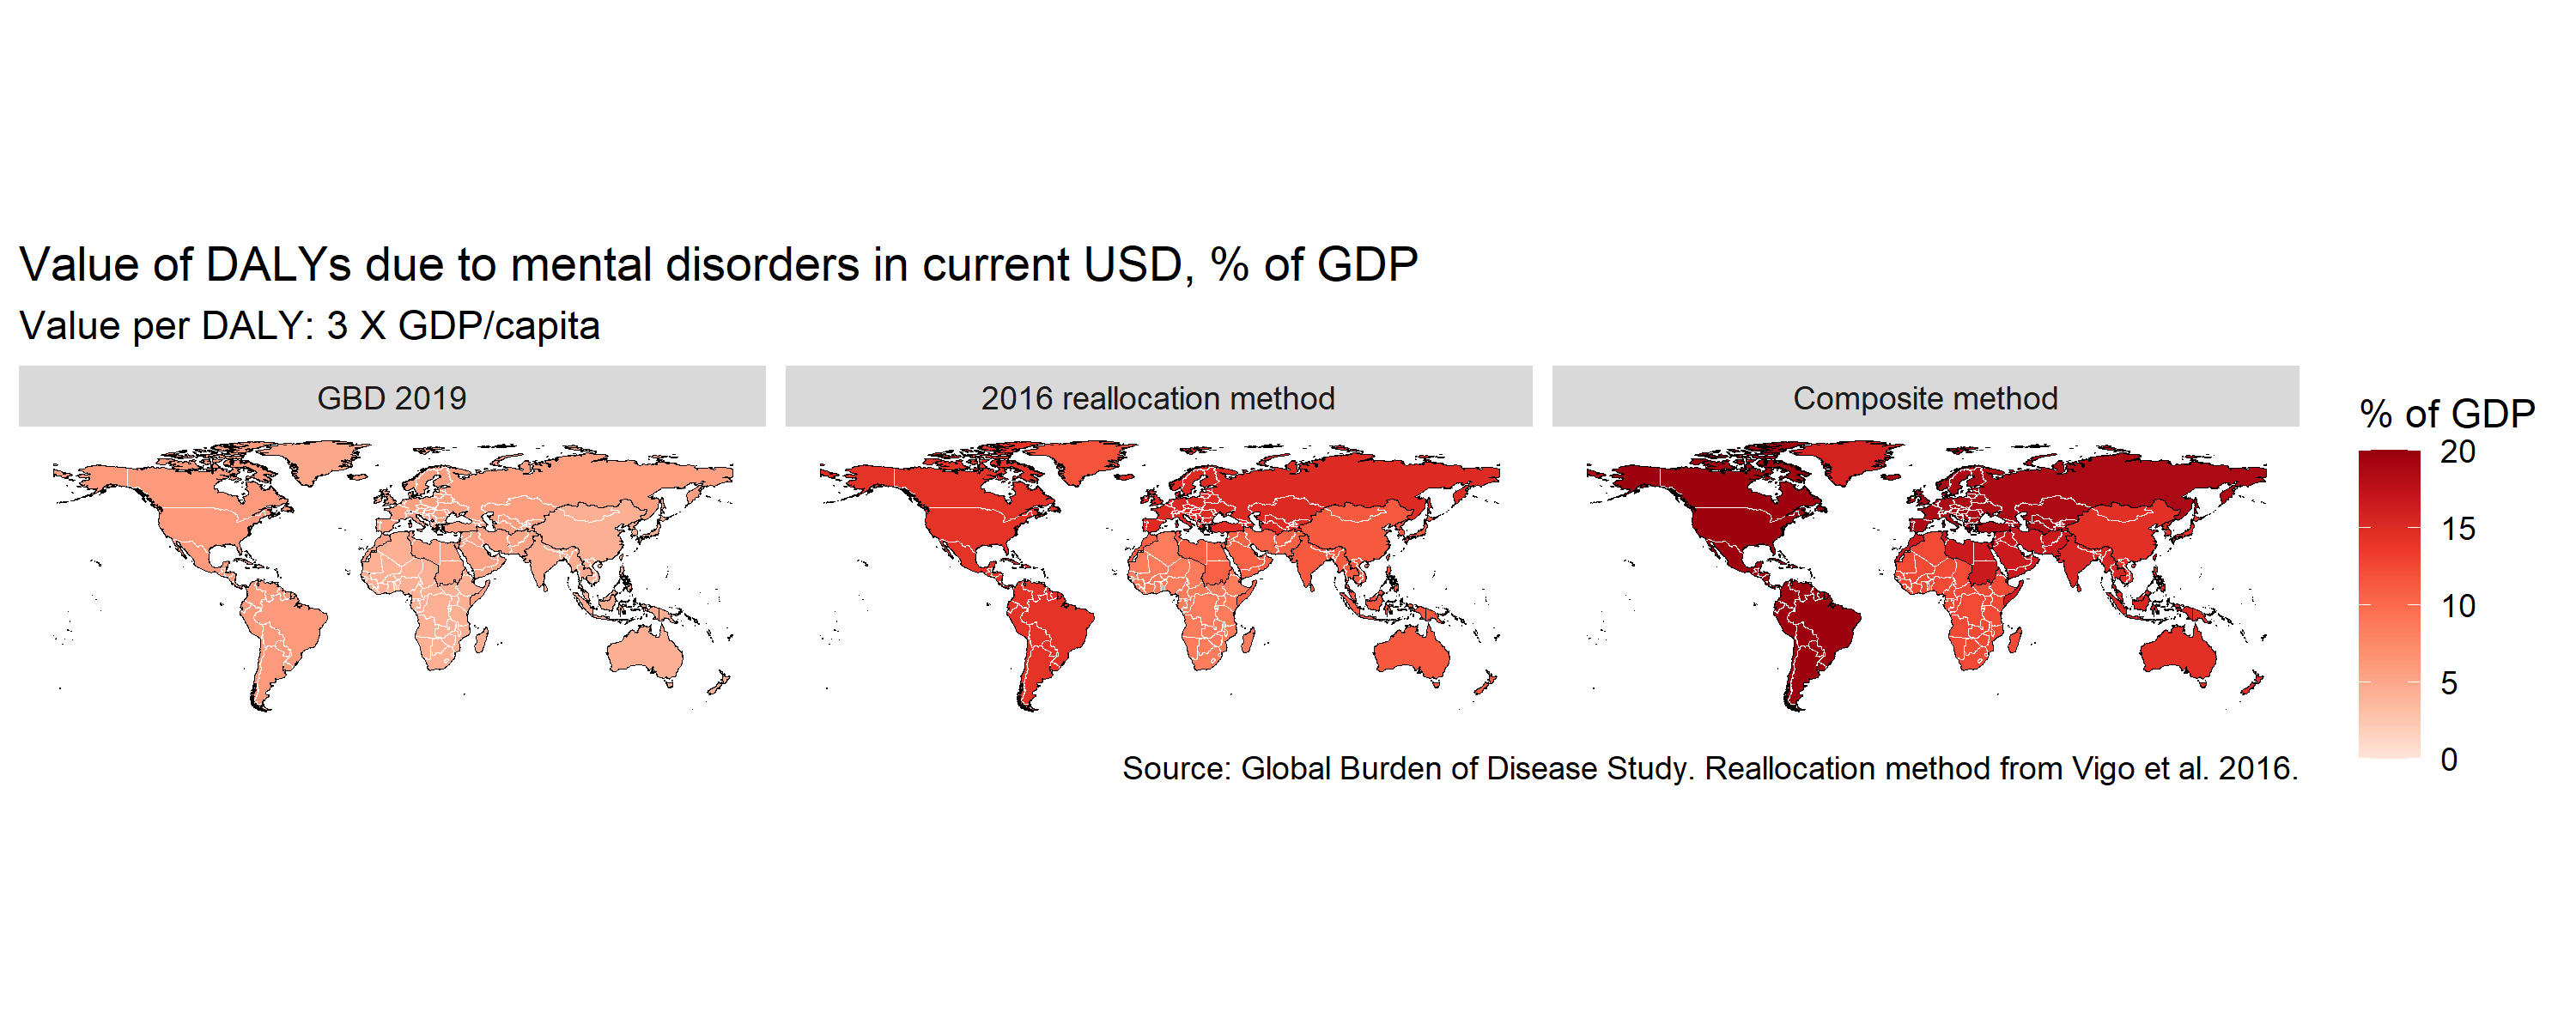 Value of DALYs due to mental disorders in current USD, % of GDP
Value per DALY: 3 X GDP/capita
GBD 2019
2016 reallocation method
Composite method
% of GDP
20
15
10
5
0
Source: Global Burden of Disease Study. Reallocation method from Vigo et al. 2016.